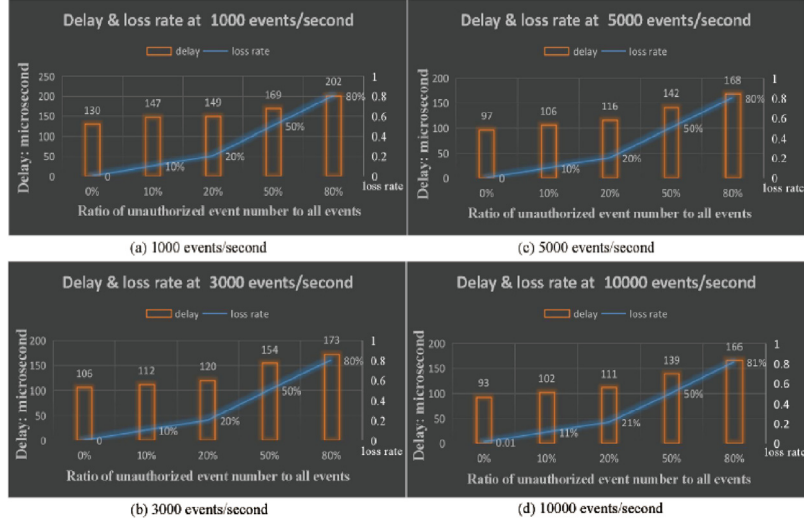 Delay & loss rate at 1000 events/second
delay loss rate
Delay: microsecond
250
200
150
100
50
0
130 147 149 169 202
0 10% 20% 50% 80%
1
0.8
0.6
0.4
0.2
0
loss rate
0% 10% 20% 50% 80%
Ratio of unauthorized event number to all events
(a) 1000 events/second
Delay & loss rate at 5000 events/second
delay loss rate
Delay: microsecond
200
150
100
50
0
97 106 116 142 168
0 10% 20% 50% 80%
1
0.8
0.6
0.4
0.2
0
loss rate
0% 10% 20% 50% 80%
Ratio of unauthorized event number to all events
(c) 5000 events/second
Delay & loss rate at 3000 events/second
delay loss rate
Delay: microsecond
200
150
100
50
0
106 112 120 154 173
0 10% 20% 50% 80%
1
0.8
0.6
0.4
0.2
0
loss rate
0% 10% 20% 50% 80%
Ratio of unauthorized event number to all events
(b) 3000 events/second
Delay & loss rate at 10000 events/second
delay loss rate
Delay: microsecond
200
150
100
50
0
93 102 111 139 166
0.01 11% 21% 50% 81%
1
0.8
0.6
0.4
0.2
0
loss rate
0% 10% 20% 50% 80%
Ratio of unauthorized event number to all events
(d) 10000 events/second